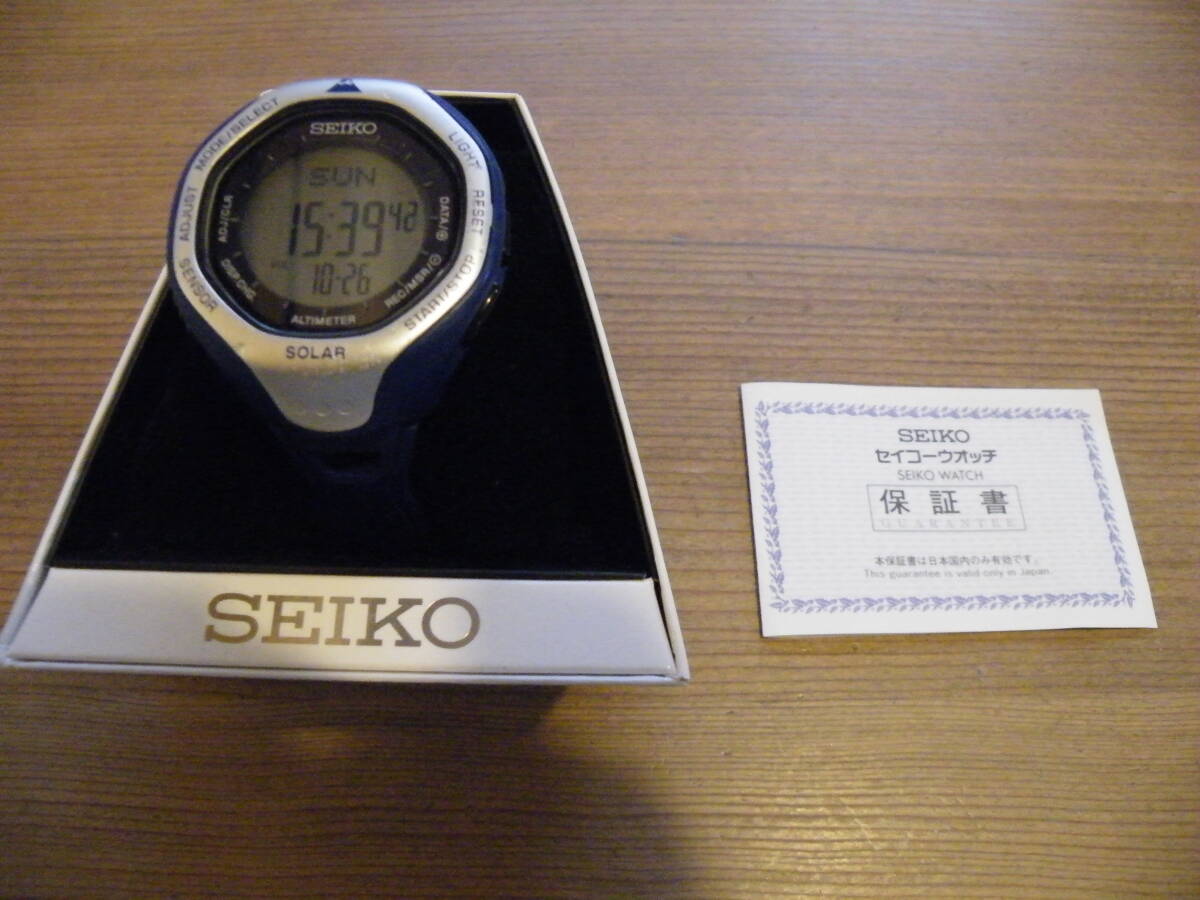 SEIKO
SUN
15:39 42
10-26
MODE/SELECT
LIGHT
ADJUST
RESET
SENSOR
START/STOP
SOLAR
ADJ/CLR
DATA/⊕
DISP CHG.
REC/MSR/⊖
ALTIMETER
SEIKO
SEIKO
セイコーウオッチ
SEIKO WATCH
保証書
GUARANTEE
本保証書は日本国内のみ有効です。
This guarantee is valid only in Japan.